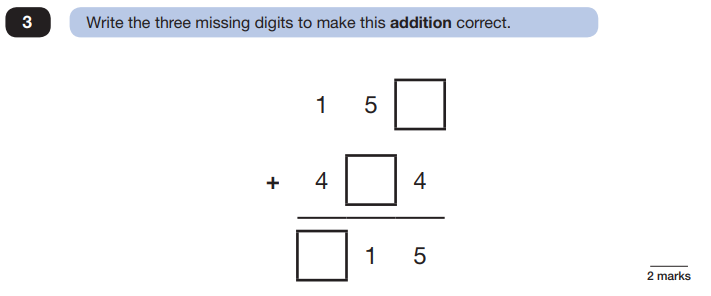 3 Write the three missing digits to make this addition correct.
1 5
+ 4 4
1 5
2 marks